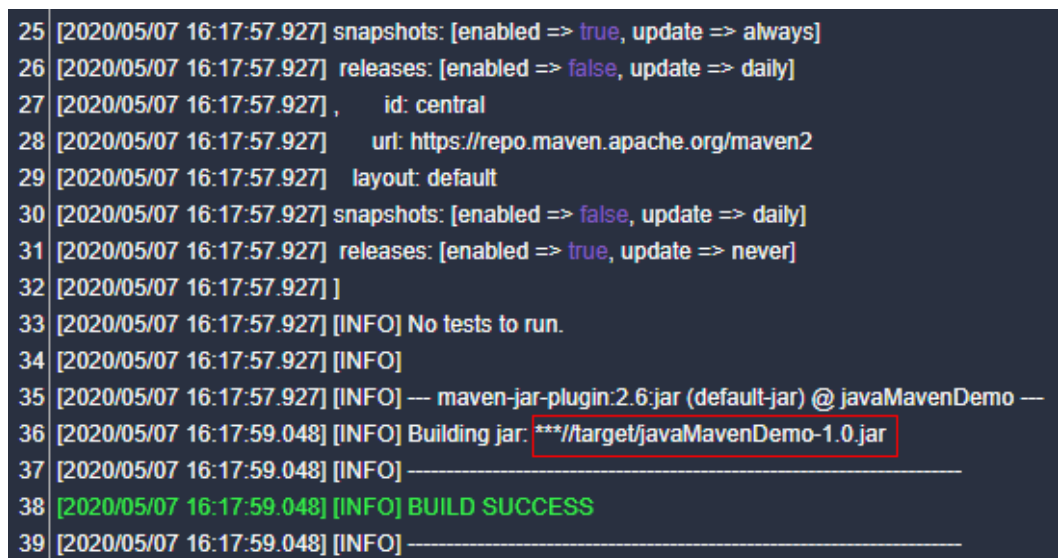 25 [2020/05/07 16:17:57.927] snapshots: [enabled => true, update => always]
26 [2020/05/07 16:17:57.927] releases: [enabled => false, update => daily]
27 [2020/05/07 16:17:57.927] , id: central
28 [2020/05/07 16:17:57.927] url: https://repo.maven.apache.org/maven2
29 [2020/05/07 16:17:57.927] layout: default
30 [2020/05/07 16:17:57.927] snapshots: [enabled => false, update => daily]
31 [2020/05/07 16:17:57.927] releases: [enabled => true, update => never]
32 [2020/05/07 16:17:57.927] ]
33 [2020/05/07 16:17:57.927] [INFO] No tests to run.
34 [2020/05/07 16:17:57.927] [INFO]
35 [2020/05/07 16:17:57.927] [INFO] --- maven-jar-plugin:2.6:jar (default-jar) @ javaMavenDemo ---
36 [2020/05/07 16:17:59.048] [INFO] Building jar: ***//target/javaMavenDemo-1.0.jar
37 [2020/05/07 16:17:59.048] [INFO] ------------------------------------------------------------------------
38 [2020/05/07 16:17:59.048] [INFO] BUILD SUCCESS
39 [2020/05/07 16:17:59.048] [INFO] ------------------------------------------------------------------------